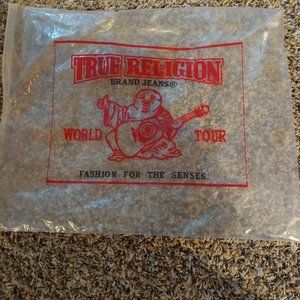 TRUE RELIGION
BRAND JEANS®
WORLD TOUR
FASHION FOR THE SENSES